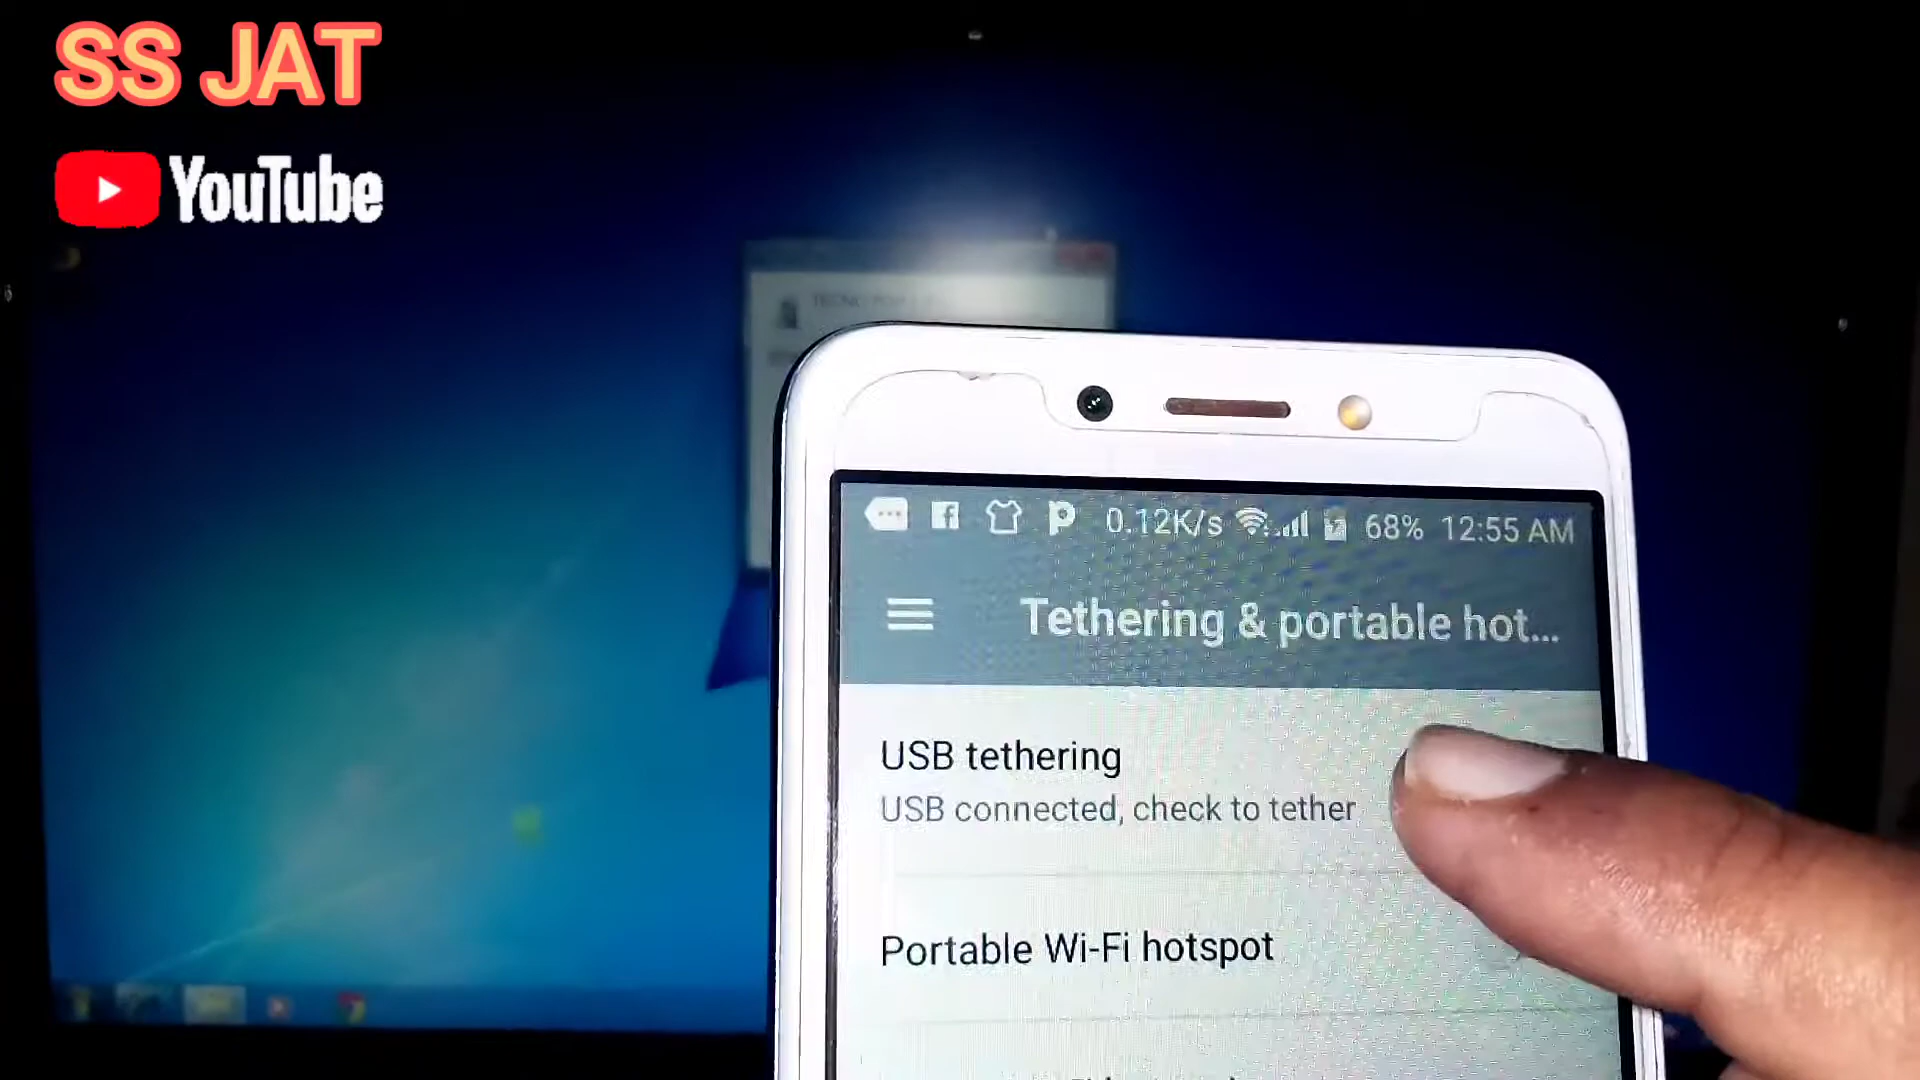 SS JAT
YouTube
0.12K/s 68% 12:55 AM
Tethering & portable hot...
USB tethering
USB connected, check to tether
Portable Wi-Fi hotspot